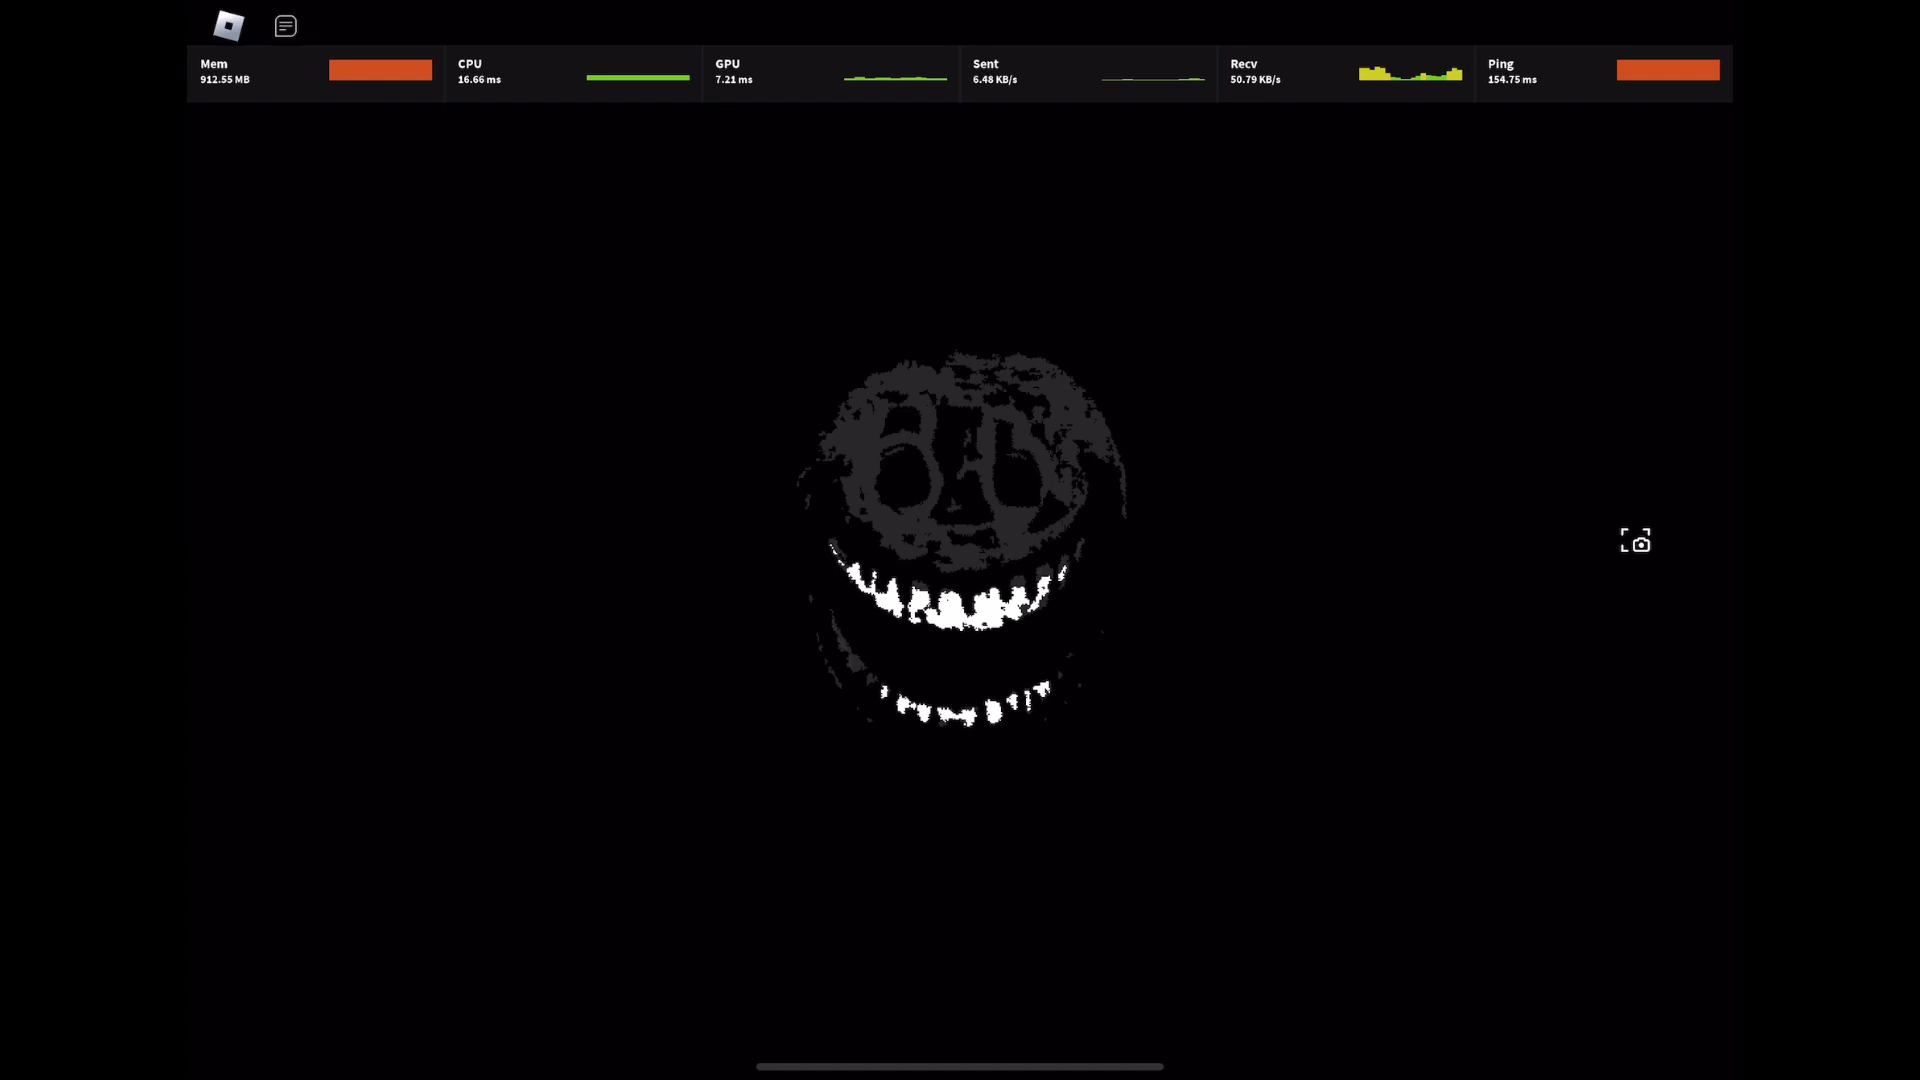 Mem
912.55 MB
CPU
16.66 ms
GPU
7.21 ms
Sent
6.48 KB/s
Recv
50.79 KB/s
Ping
154.75 ms